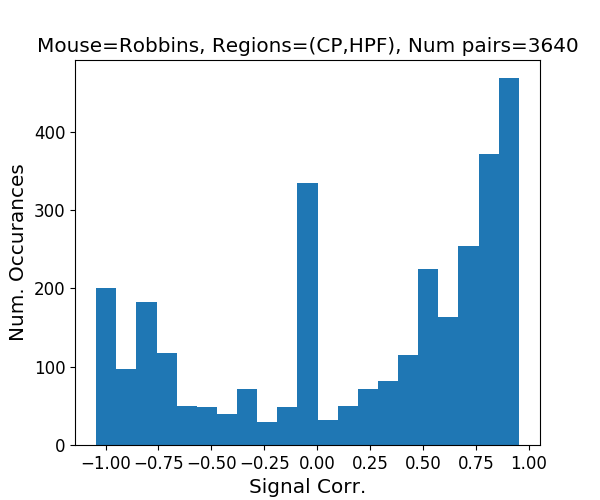 Mouse=Robbins, Regions=(CP,HPF), Num pairs=3640
Num. Occurances
400
300
200
100
0
−1.00 −0.75 −0.50 −0.25 0.00 0.25 0.50 0.75 1.00
Signal Corr.